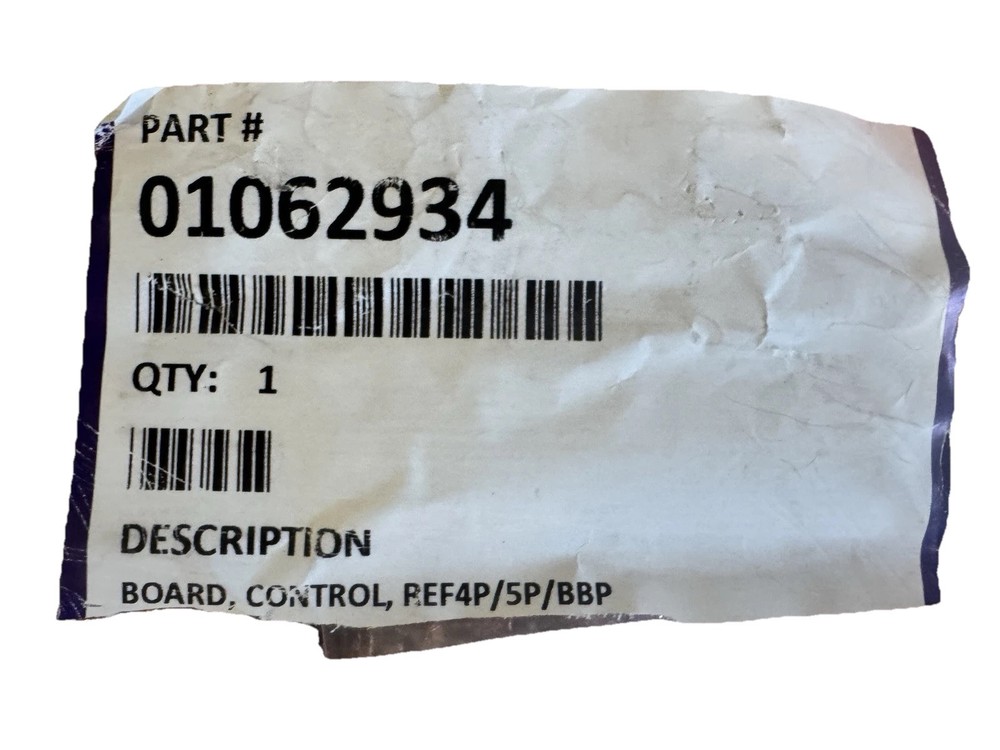 PART #
01062934
QTY: 1
DESCRIPTION
BOARD, CONTROL, REF4P/5P/BBP